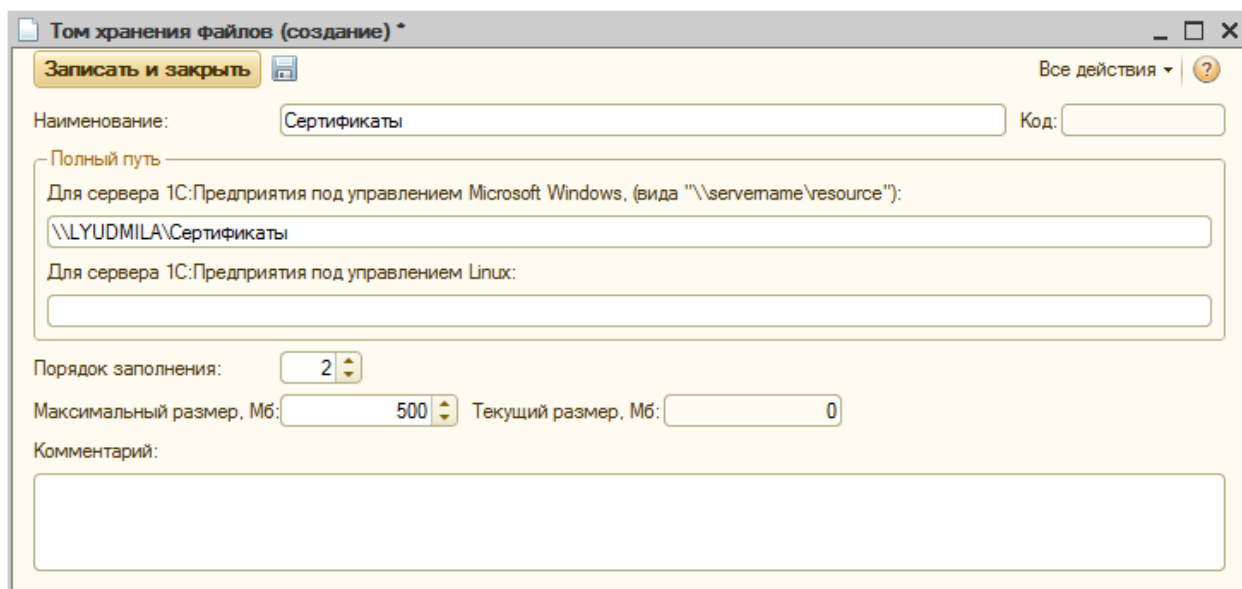 Том хранения файлов (создание) *
Записать и закрыть Все действия ?
Наименование: Сертификаты Код:
Полный путь
Для сервера 1С:Предприятия под управлением Microsoft Windows, (вида "\\servername\resource"):
\\LYUDMILA\Сертификаты
Для сервера 1С:Предприятия под управлением Linux:
Порядок заполнения: 2
Максимальный размер, Мб: 500 Текущий размер, Мб: 0
Комментарий: